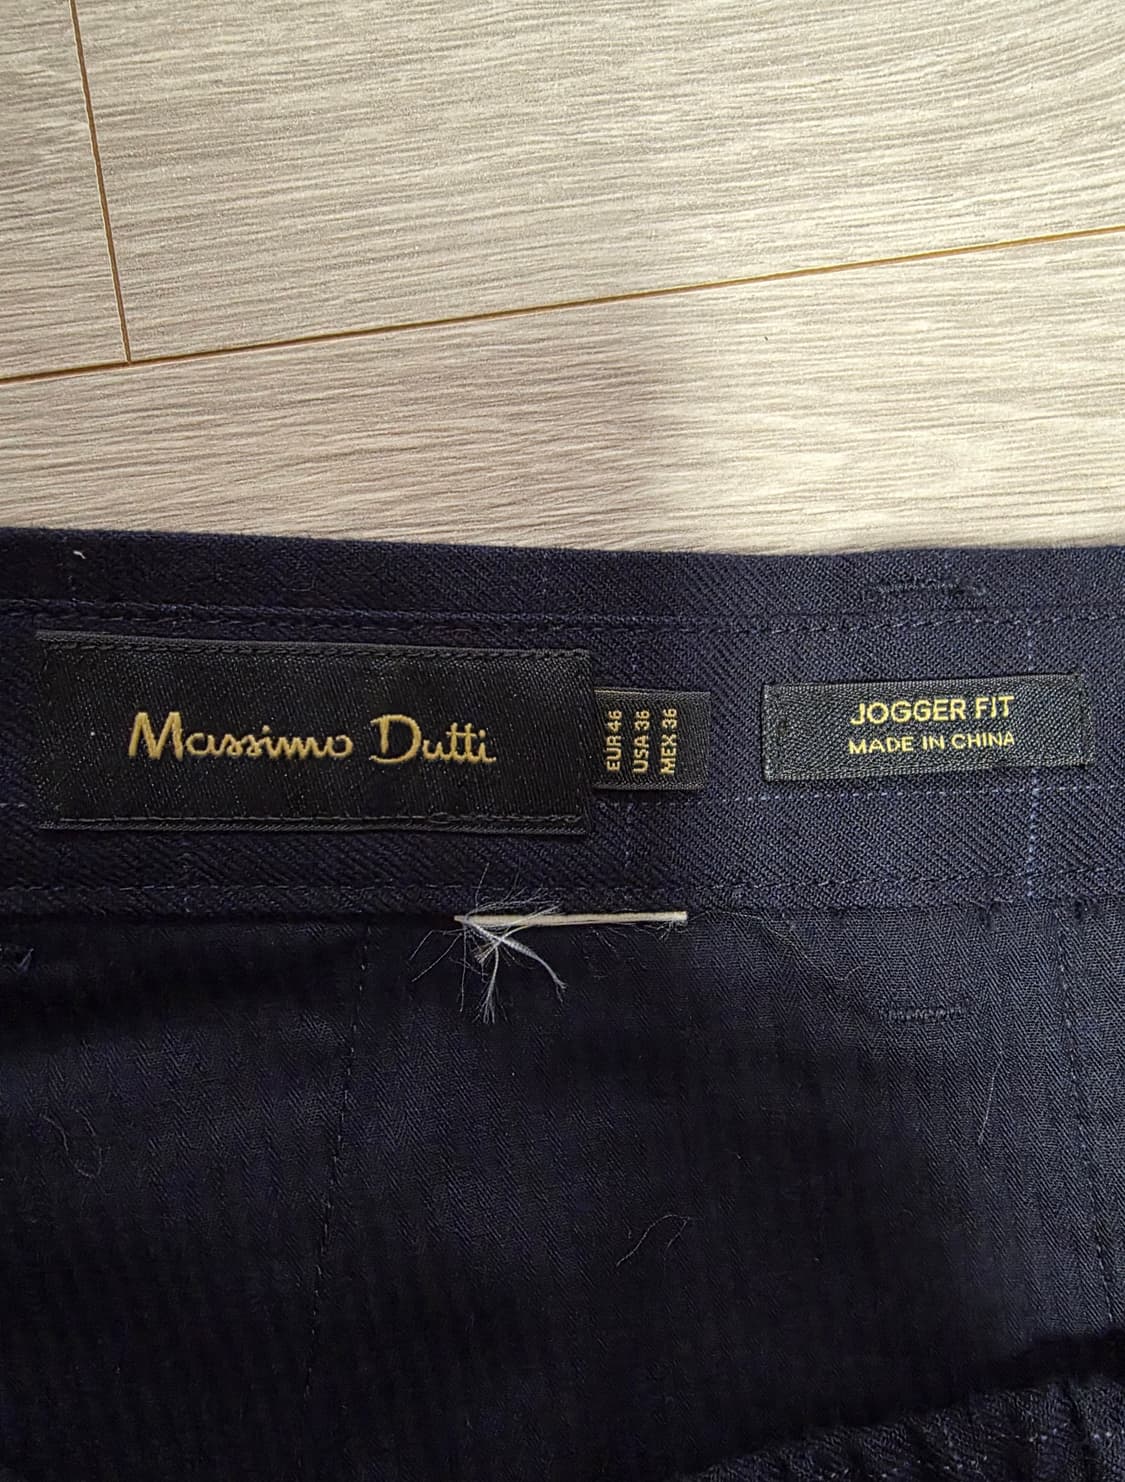 Massimo Dutti
EUR 46
USA 36
MEX 36
JOGGER FIT
MADE IN CHINA